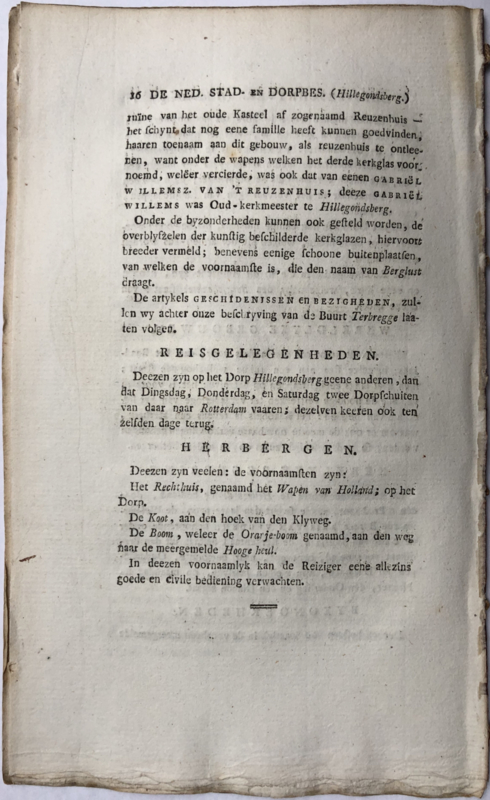 16 DE NED. STAD- EN DORPBES. (Hillegondsberg.)
ruïne van het oude Kasteel af zogenaamd Reuzenhuis —
het ſchynt dat nog eene familie heeft kunnen goedvinden,
haaren toenaam aan dit gebouw, als reuzenhuis te ontlee-
nen, want onder de wapens welken het derde kerkglas voor-
noemd, weleer vercierde, was ook dat van eenen GABRIËL
WILLEMSZ. VAN 'T REUZENHUIS; deeze GABRIËL
WILLEMS was Oud-kerkmeester te Hillegondsberg.
Onder de byzonderheden kunnen ook geſteld worden, de
overblyfzelen der kunſtig beſchilderde kerkglazen, hiervoorſ
breeder vermeld; benevens eenige ſchoone buitenplaatſen,
van welken de voornaamſte is, die den naam van Berglust
draagt.
De artykels GESCHIDENISSEN en BEZIGHEDEN, zul-
len wy achter onze beſchryving van de Buurt Terbregge laa-
ten volgen.
REISGELEGENHEDEN.
Deezen zyn op het Dorp Hillegondsberg geene anderen, dan
dat Dingsdag, Donderdag, en Saturdag twee Dorpſchuiten
van daar naar Rotterdam vaaren; dezelven keeren ook ten
zelfden dage terug.
HERBERGEN.
Deezen zyn veelen: de voornaamſten zyn:
Het Rechthuis, genaamd het Wapen van Holland; op het
Dorp.
De Koot, aan den hoek van den Klyweg.
De Boom, weleer de Oranje-boom genaamd, aan den weg
naar de meergemelde Hooge heul.
In deezen voornaamlyk kan de Reiziger eene allezins
goede en civile bediening verwachten.